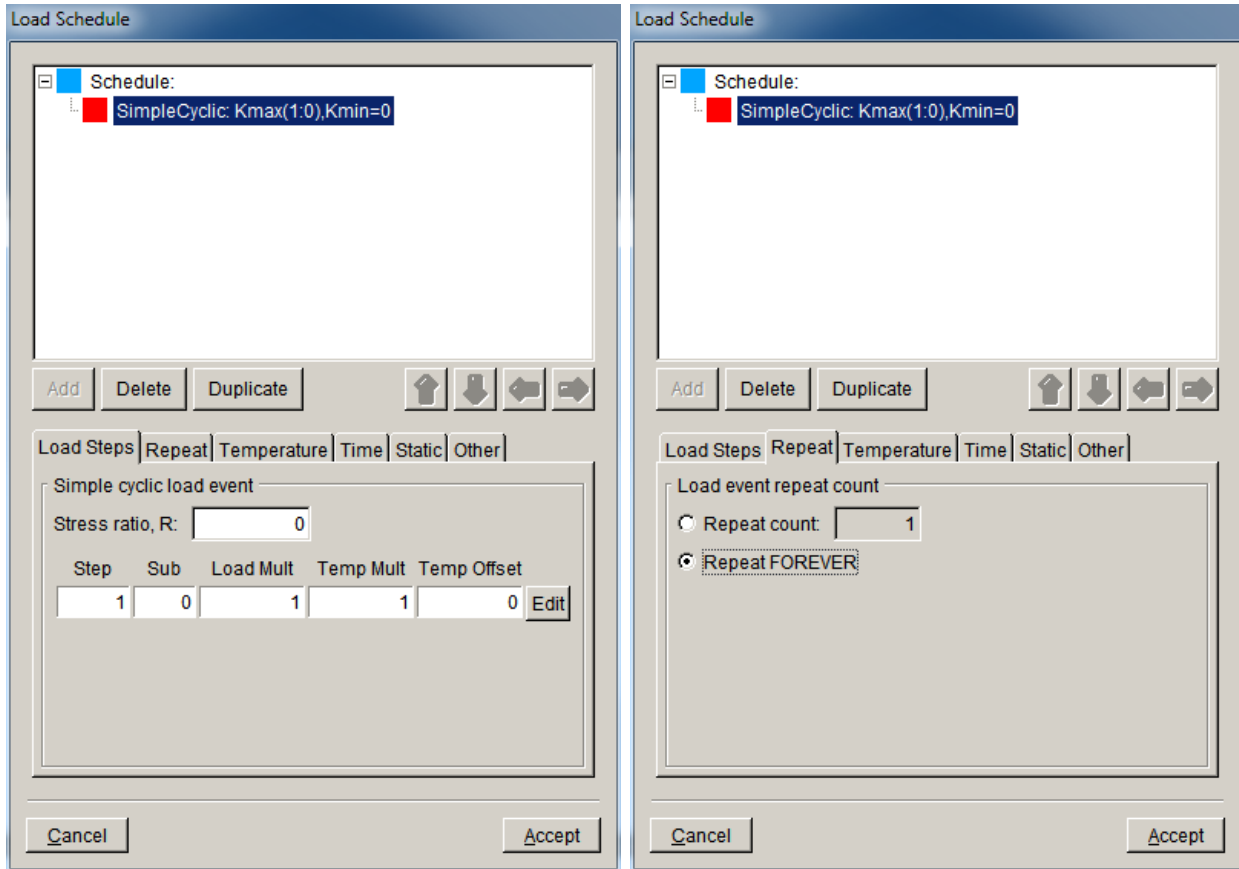 Load Schedule
Schedule:
SimpleCyclic: Kmax(1:0),Kmin=0
Add Delete Duplicate
Load Steps Repeat Temperature Time Static Other
Simple cyclic load event
Stress ratio, R: 0
Step Sub Load Mult Temp Mult Temp Offset
1 0 1 1 0 Edit
Cancel Accept
Load Schedule
Schedule:
SimpleCyclic: Kmax(1:0),Kmin=0
Add Delete Duplicate
Load Steps Repeat Temperature Time Static Other
Load event repeat count
Repeat count: 1
Repeat FOREVER
Cancel Accept